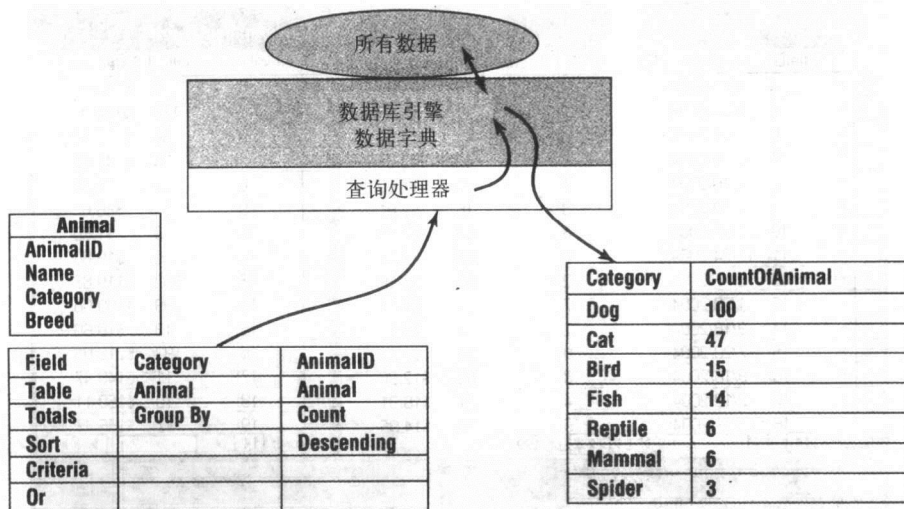 所有数据
数据库引擎
数据字典
查询处理器
Animal
AnimalID
Name
Category
Breed
Field Category AnimalID
Table Animal Animal
Totals Group By Count
Sort Descending
Criteria
Or
Category CountOfAnimal
Dog 100
Cat 47
Bird 15
Fish 14
Reptile 6
Mammal 6
Spider 3